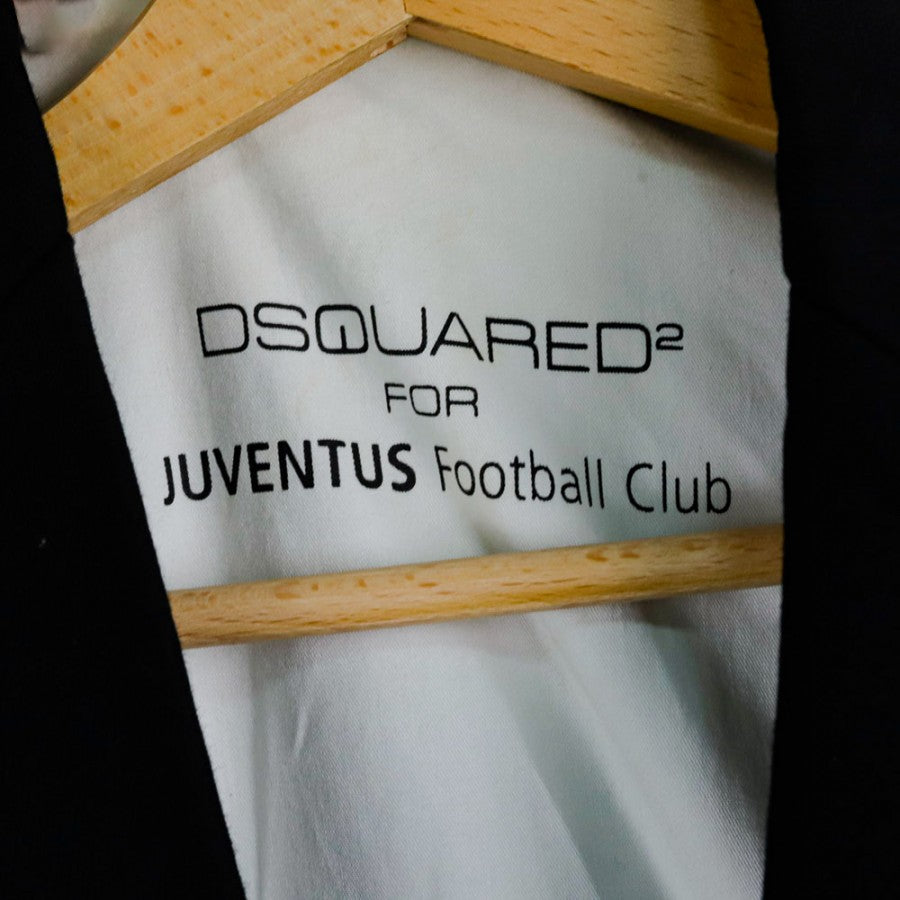 DSQUARED²
FOR
JUVENTUS Football Club